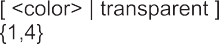 [ <color> | transparent ]
{1,4}